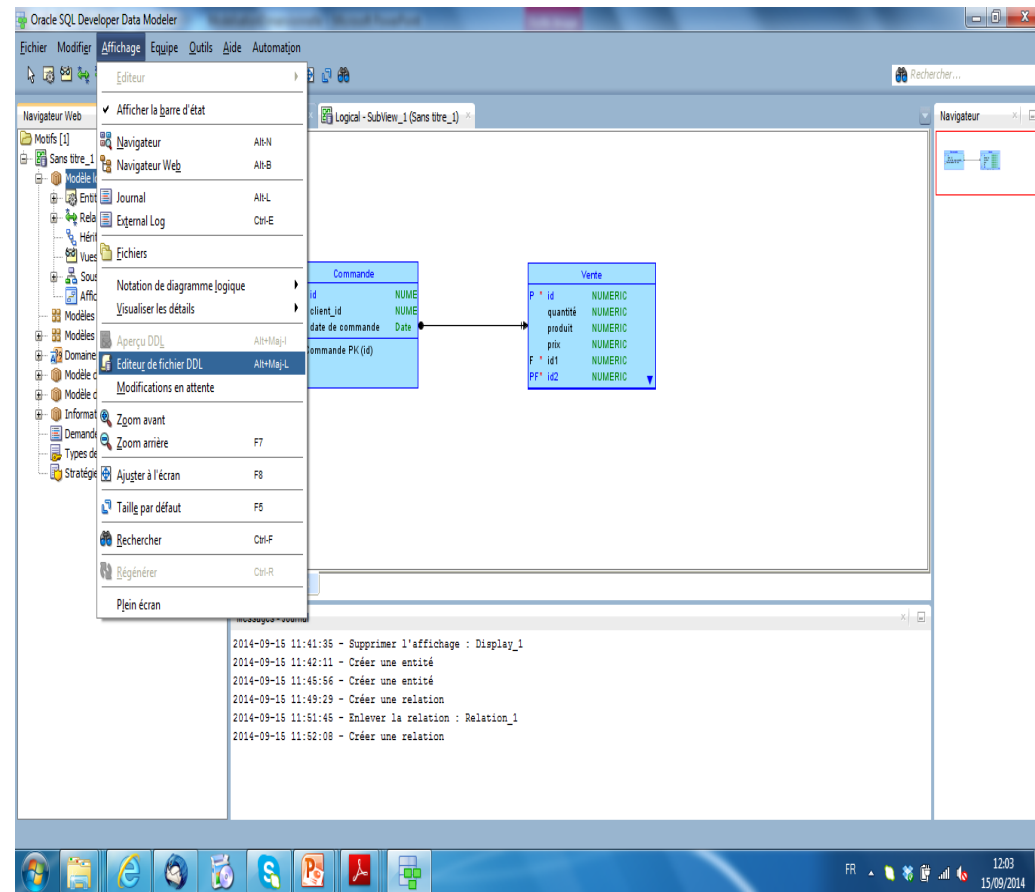 Oracle SQL Developer Data Modeler
Fichier Modifier Affichage Equipe Outils Aide Automation
Rechercher...
Navigateur Web
Motifs [1]
Sans titre_1
Modèle
Modèles
Modèles
Modèle
Modèle
Types de
Editeur
Afficher la barre d'état
Navigateur Alt-N
Navigateur Web Alt-B
Journal Alt-L
External Log Ctrl-E
Fichiers
Notation de diagramme logique
Visualiser les détails
Aperçu DDL Alt+Maj-I
Editeur de fichier DDL Alt+Maj-L
Modifications en attente
Zoom avant
Zoom arrière F7
Ajuster à l'écran F8
Taille par défaut F5
Rechercher Ctrl-F
Régénérer Ctrl-R
Plein écran
Logical - SubView_1 (Sans titre_1)
Commande
id NUME
client_id NUME
date de commande Date
Commande PK (id)
Vente
P * id NUMERIC
quantité NUMERIC
produit NUMERIC
prix NUMERIC
F * id1 NUMERIC
PF* id2 NUMERIC
Navigateur
Messages - Journal
2014-09-15 11:41:35 - Supprimer l'affichage : Display_1
2014-09-15 11:42:11 - Créer une entité
2014-09-15 11:45:56 - Créer une entité
2014-09-15 11:49:29 - Créer une relation
2014-09-15 11:51:45 - Enlever la relation : Relation_1
2014-09-15 11:52:08 - Créer une relation
FR
12:03
15/09/2014